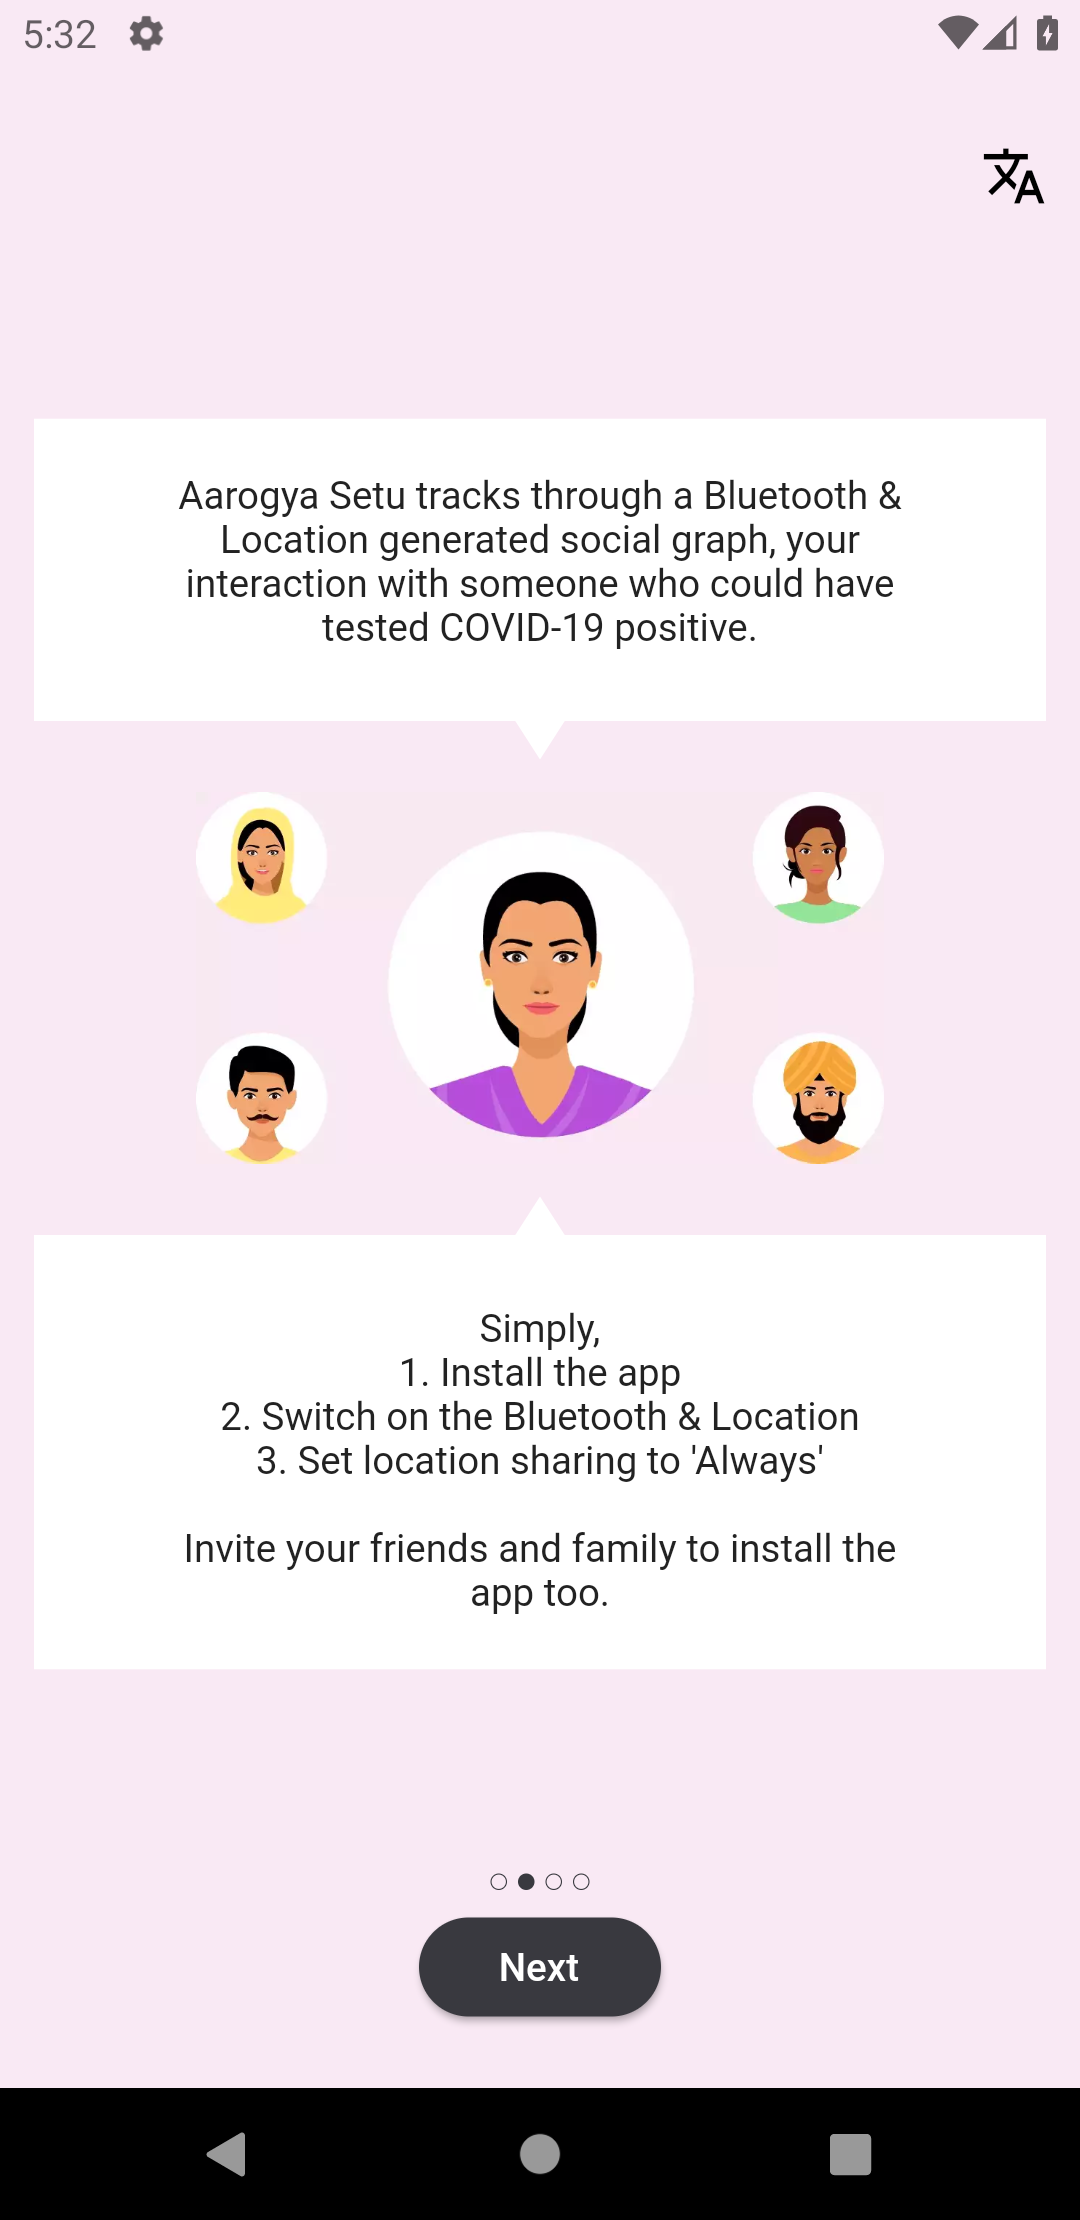 5:32
Aarogya Setu tracks through a Bluetooth &
Location generated social graph, your
interaction with someone who could have
tested COVID-19 positive.
Simply,
1. Install the app
2. Switch on the Bluetooth & Location
3. Set location sharing to 'Always'
Invite your friends and family to install the
app too.
Next